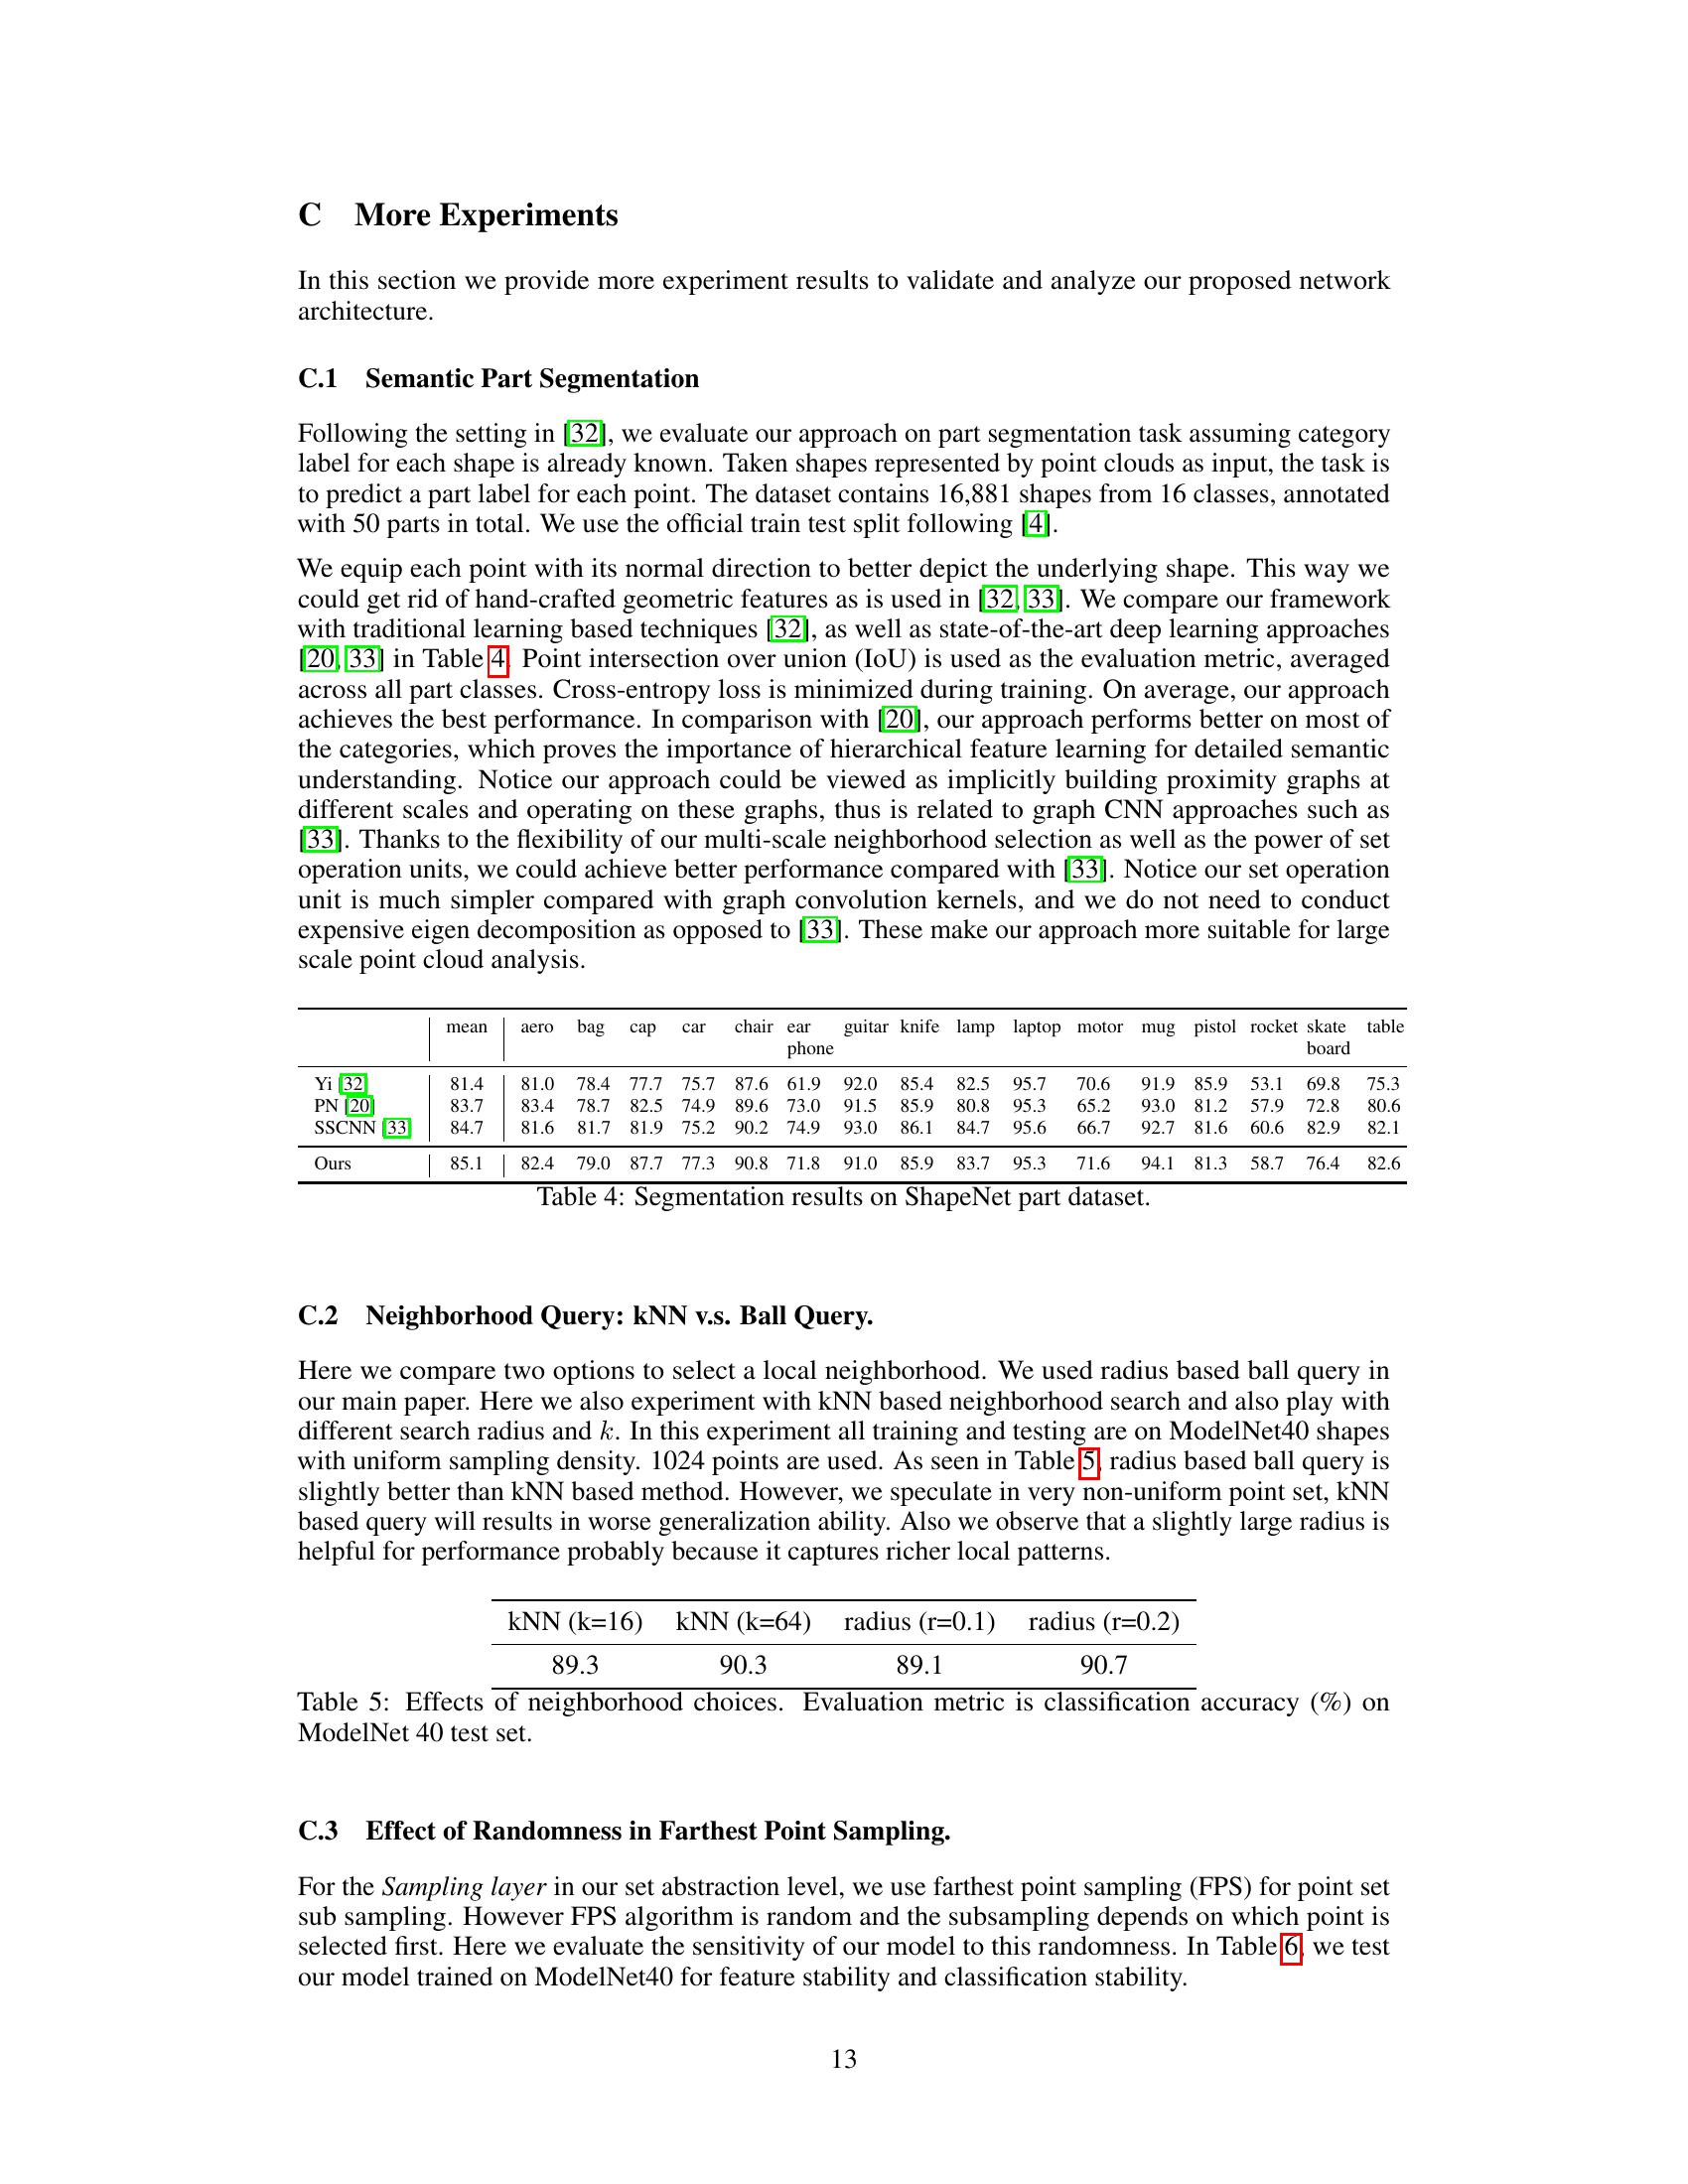 C More Experiments
In this section we provide more experiment results to validate and analyze our proposed network
architecture.
C.1 Semantic Part Segmentation
Following the setting in [32], we evaluate our approach on part segmentation task assuming category
label for each shape is already known. Taken shapes represented by point clouds as input, the task is
to predict a part label for each point. The dataset contains 16,881 shapes from 16 classes, annotated
with 50 parts in total. We use the official train test split following [4].
We equip each point with its normal direction to better depict the underlying shape. This way we
could get rid of hand-crafted geometric features as is used in [32, 33]. We compare our framework
with traditional learning based techniques [32], as well as state-of-the-art deep learning approaches
[20, 33] in Table 4. Point intersection over union (IoU) is used as the evaluation metric, averaged
across all part classes. Cross-entropy loss is minimized during training. On average, our approach
achieves the best performance. In comparison with [20], our approach performs better on most of
the categories, which proves the importance of hierarchical feature learning for detailed semantic
understanding. Notice our approach could be viewed as implicitly building proximity graphs at
different scales and operating on these graphs, thus is related to graph CNN approaches such as
[33]. Thanks to the flexibility of our multi-scale neighborhood selection as well as the power of set
operation units, we could achieve better performance compared with [33]. Notice our set operation
unit is much simpler compared with graph convolution kernels, and we do not need to conduct
expensive eigen decomposition as opposed to [33]. These make our approach more suitable for large
scale point cloud analysis.
mean aero bag cap car chair ear guitar knife lamp laptop motor mug pistol rocket skate table
phone board
Yi [32] 81.4 81.0 78.4 77.7 75.7 87.6 61.9 92.0 85.4 82.5 95.7 70.6 91.9 85.9 53.1 69.8 75.3
PN [20] 83.7 83.4 78.7 82.5 74.9 89.6 73.0 91.5 85.9 80.8 95.3 65.2 93.0 81.2 57.9 72.8 80.6
SSCNN [33] 84.7 81.6 81.7 81.9 75.2 90.2 74.9 93.0 86.1 84.7 95.6 66.7 92.7 81.6 60.6 82.9 82.1
Ours 85.1 82.4 79.0 87.7 77.3 90.8 71.8 91.0 85.9 83.7 95.3 71.6 94.1 81.3 58.7 76.4 82.6
Table 4: Segmentation results on ShapeNet part dataset.
C.2 Neighborhood Query: kNN v.s. Ball Query.
Here we compare two options to select a local neighborhood. We used radius based ball query in
our main paper. Here we also experiment with kNN based neighborhood search and also play with
different search radius and k. In this experiment all training and testing are on ModelNet40 shapes
with uniform sampling density. 1024 points are used. As seen in Table 5, radius based ball query is
slightly better than kNN based method. However, we speculate in very non-uniform point set, kNN
based query will results in worse generalization ability. Also we observe that a slightly large radius is
helpful for performance probably because it captures richer local patterns.
kNN (k=16) kNN (k=64) radius (r=0.1) radius (r=0.2)
89.3 90.3 89.1 90.7
Table 5: Effects of neighborhood choices. Evaluation metric is classification accuracy (%) on
ModelNet 40 test set.
C.3 Effect of Randomness in Farthest Point Sampling.
For the Sampling layer in our set abstraction level, we use farthest point sampling (FPS) for point set
sub sampling. However FPS algorithm is random and the subsampling depends on which point is
selected first. Here we evaluate the sensitivity of our model to this randomness. In Table 6, we test
our model trained on ModelNet40 for feature stability and classification stability.
13